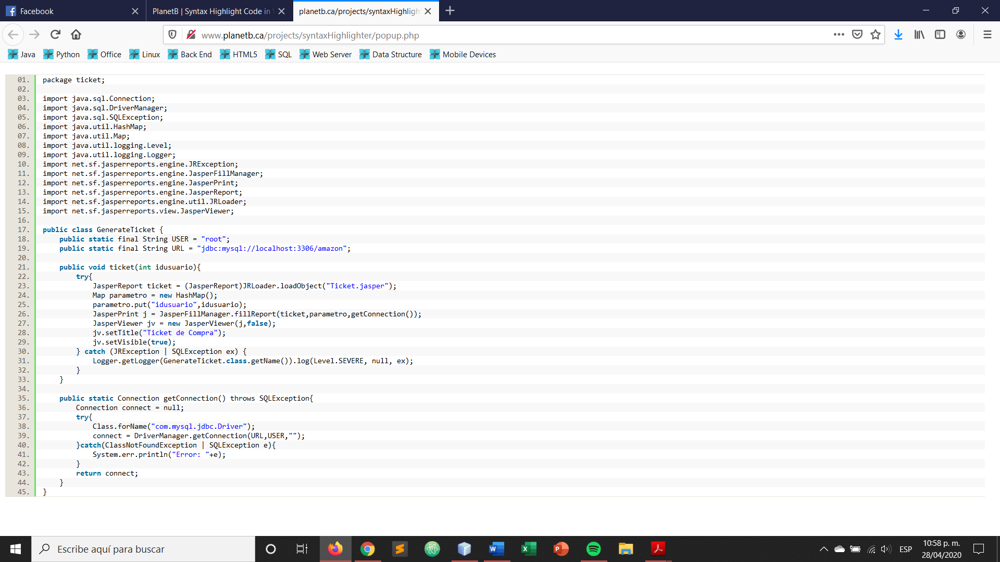 Facebook
PlanetB | Syntax Highlight Code in
planetb.ca/projects/syntaxHighligh
www.planetb.ca/projects/syntaxHighlighter/popup.php
Java Python Office Linux Back End HTML5 SQL Web Server Data Structure Mobile Devices
01. package ticket;
02.
03. import java.sql.Connection;
04. import java.sql.DriverManager;
05. import java.sql.SQLException;
06. import java.util.HashMap;
07. import java.util.Map;
08. import java.util.logging.Level;
09. import java.util.logging.Logger;
10. import net.sf.jasperreports.engine.JRException;
11. import net.sf.jasperreports.engine.JasperFillManager;
12. import net.sf.jasperreports.engine.JasperPrint;
13. import net.sf.jasperreports.engine.JasperReport;
14. import net.sf.jasperreports.engine.util.JRLoader;
15. import net.sf.jasperreports.view.JasperViewer;
16.
17. public class GenerateTicket {
18.     public static final String USER = "root";
19.     public static final String URL = "jdbc:mysql://localhost:3306/amazon";
20.
21.     public void ticket(int idusuario){
22.         try{
23.             JasperReport ticket = (JasperReport)JRLoader.loadObject("Ticket.jasper");
24.             Map parametro = new HashMap();
25.             parametro.put("idusuario",idusuario);
26.             JasperPrint j = JasperFillManager.fillReport(ticket,parametro,getConnection());
27.             JasperViewer jv = new JasperViewer(j,false);
28.             jv.setTitle("Ticket de Compra");
29.             jv.setVisible(true);
30.         } catch (JRException | SQLException ex) {
31.             Logger.getLogger(GenerateTicket.class.getName()).log(Level.SEVERE, null, ex);
32.         }
33.     }
34.
35.     public static Connection getConnection() throws SQLException{
36.         Connection connect = null;
37.         try{
38.             Class.forName("com.mysql.jdbc.Driver");
39.             connect = DriverManager.getConnection(URL,USER,"");
40.         }catch(ClassNotFoundException | SQLException e){
41.             System.err.println("Error: "+e);
42.         }
43.         return connect;
44.     }
45. }
Escribe aquí para buscar
ESP
10:58 p. m.
28/04/2020